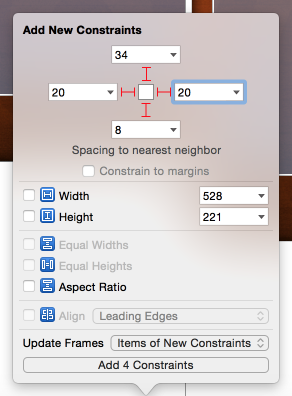 Add New Constraints
34
20 20
8
Spacing to nearest neighbor
Constrain to margins
Width 528
Height 221
Equal Widths
Equal Heights
Aspect Ratio
Align Leading Edges
Update Frames Items of New Constraints
Add 4 Constraints